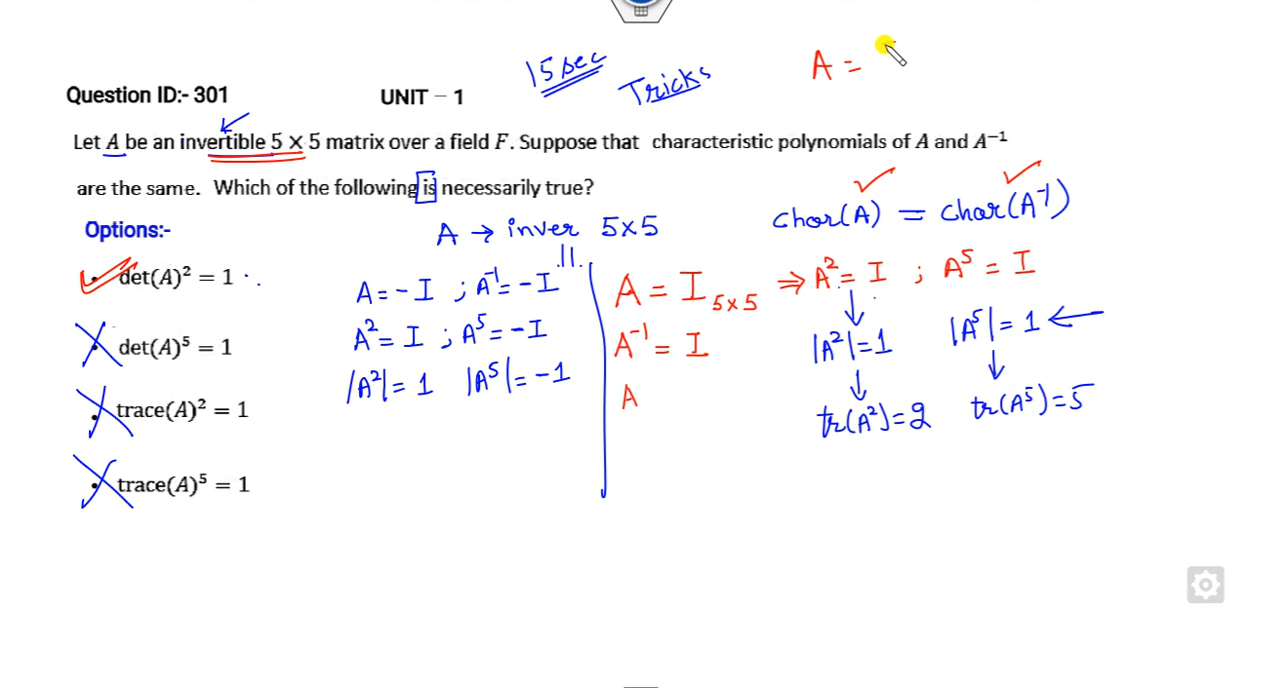 15 sec
Tricks
A =
Question ID:- 301
UNIT – 1
Let A be an invertible 5 × 5 matrix over a field F. Suppose that characteristic polynomials of A and A⁻¹
are the same. Which of the following is necessarily true?
Options:-
char(A) = char(A⁻¹)
A → inver 5×5
• det(A)² = 1
• det(A)⁵ = 1
• trace(A)² = 1
• trace(A)⁵ = 1
A = -I ; A⁻¹ = -I
A² = I ; A⁵ = -I
|A²| = 1 |A⁵| = -1
A = I 5×5 ⇒ A² = I ; A⁵ = I
A⁻¹ = I
A
|A²| = 1
|A⁵| = 1 ←
tr(A²) = 2
tr(A⁵) = 5